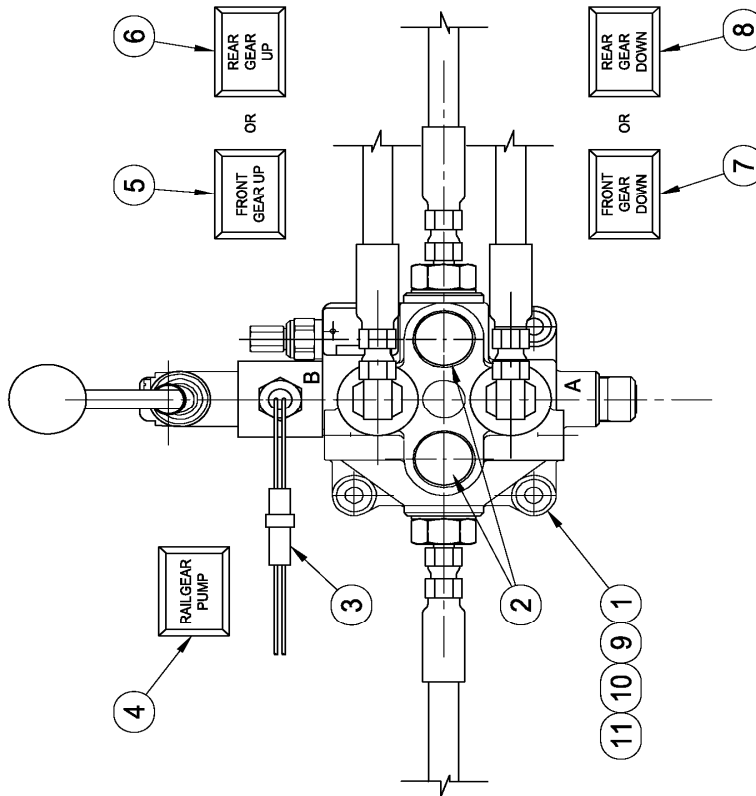 6
REAR
GEAR
UP
OR
5
FRONT
GEAR UP
8
REAR
GEAR
DOWN
OR
7
FRONT
GEAR
DOWN
B
A
3
4
RAILGEAR
PUMP
2
1
9
10
11